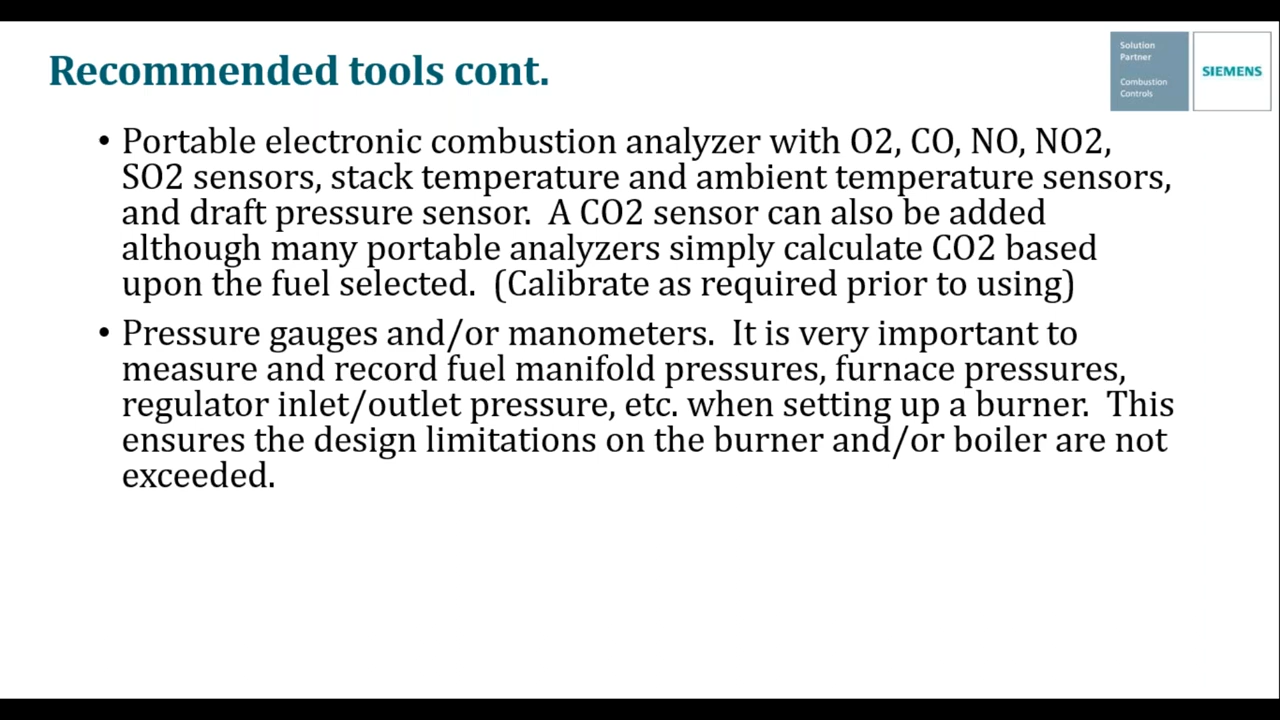 Recommended tools cont.
Solution
Partner
Combustion
Controls
SIEMENS
• Portable electronic combustion analyzer with O2, CO, NO, NO2,
SO2 sensors, stack temperature and ambient temperature sensors,
and draft pressure sensor.  A CO2 sensor can also be added
although many portable analyzers simply calculate CO2 based
upon the fuel selected.  (Calibrate as required prior to using)
• Pressure gauges and/or manometers.  It is very important to
measure and record fuel manifold pressures, furnace pressures,
regulator inlet/outlet pressure, etc. when setting up a burner.  This
ensures the design limitations on the burner and/or boiler are not
exceeded.